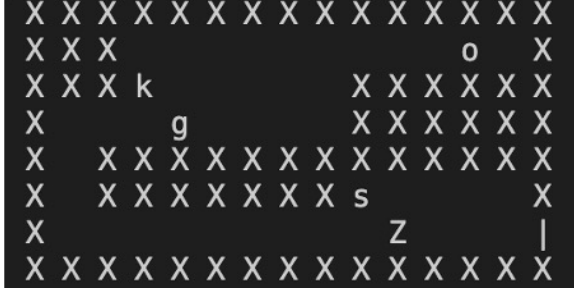 X X X X X X X X X X X X X X X
X X X                   o   X
X X X k           X X X X X X
X       g         X X X X X X
X   X X X X X X X X X X X X X
X   X X X X X X X s         X
X                   Z       |
X X X X X X X X X X X X X X X